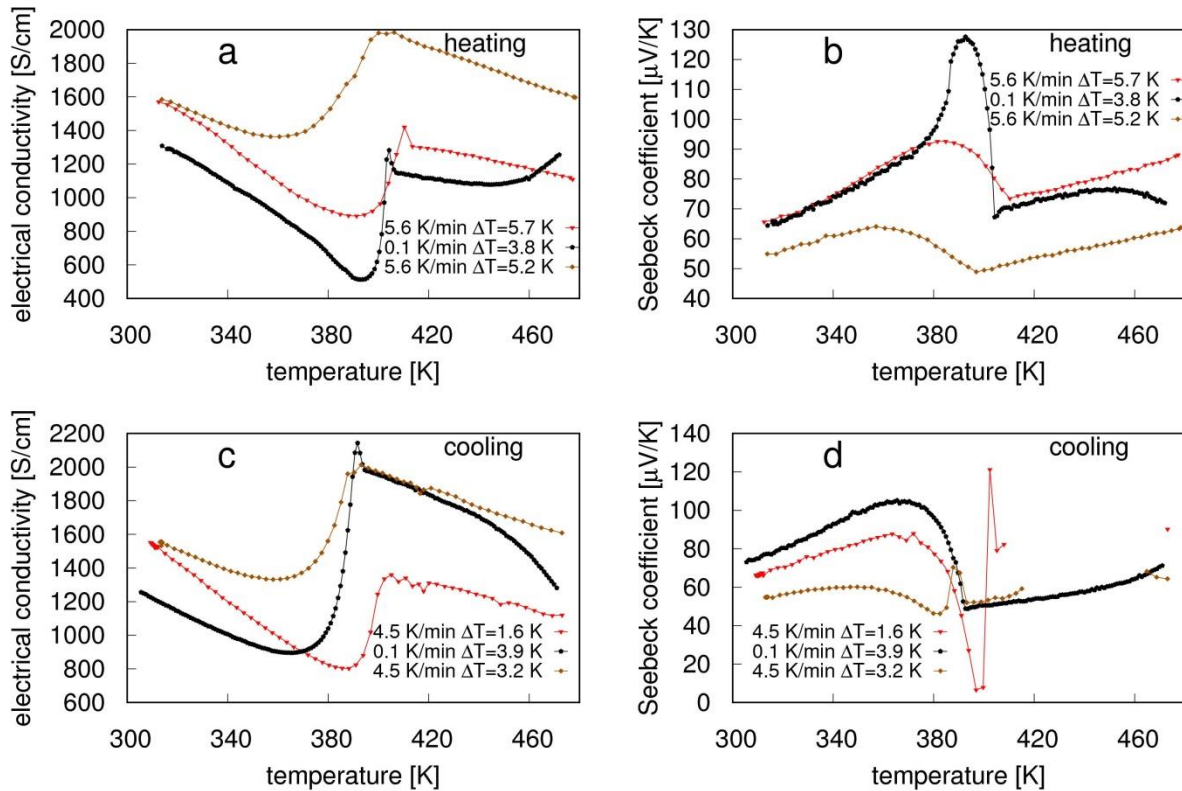 a
heating
electrical conductivity [S/cm]
2000
1800
1600
1400
1200
1000
800
600
400
5.6 K/min ΔT=5.7 K
0.1 K/min ΔT=3.8 K
5.6 K/min ΔT=5.2 K
300 340 380 420 460
temperature [K]
b
heating
Seebeck coefficient [μV/K]
130
120
110
100
90
80
70
60
50
40
5.6 K/min ΔT=5.7 K
0.1 K/min ΔT=3.8 K
5.6 K/min ΔT=5.2 K
300 340 380 420 460
temperature [K]
c
cooling
electrical conductivity [S/cm]
2200
2000
1800
1600
1400
1200
1000
800
600
4.5 K/min ΔT=1.6 K
0.1 K/min ΔT=3.9 K
4.5 K/min ΔT=3.2 K
300 340 380 420 460
temperature [K]
d
cooling
Seebeck coefficient [μV/K]
140
120
100
80
60
40
20
0
4.5 K/min ΔT=1.6 K
0.1 K/min ΔT=3.9 K
4.5 K/min ΔT=3.2 K
300 340 380 420 460
temperature [K]